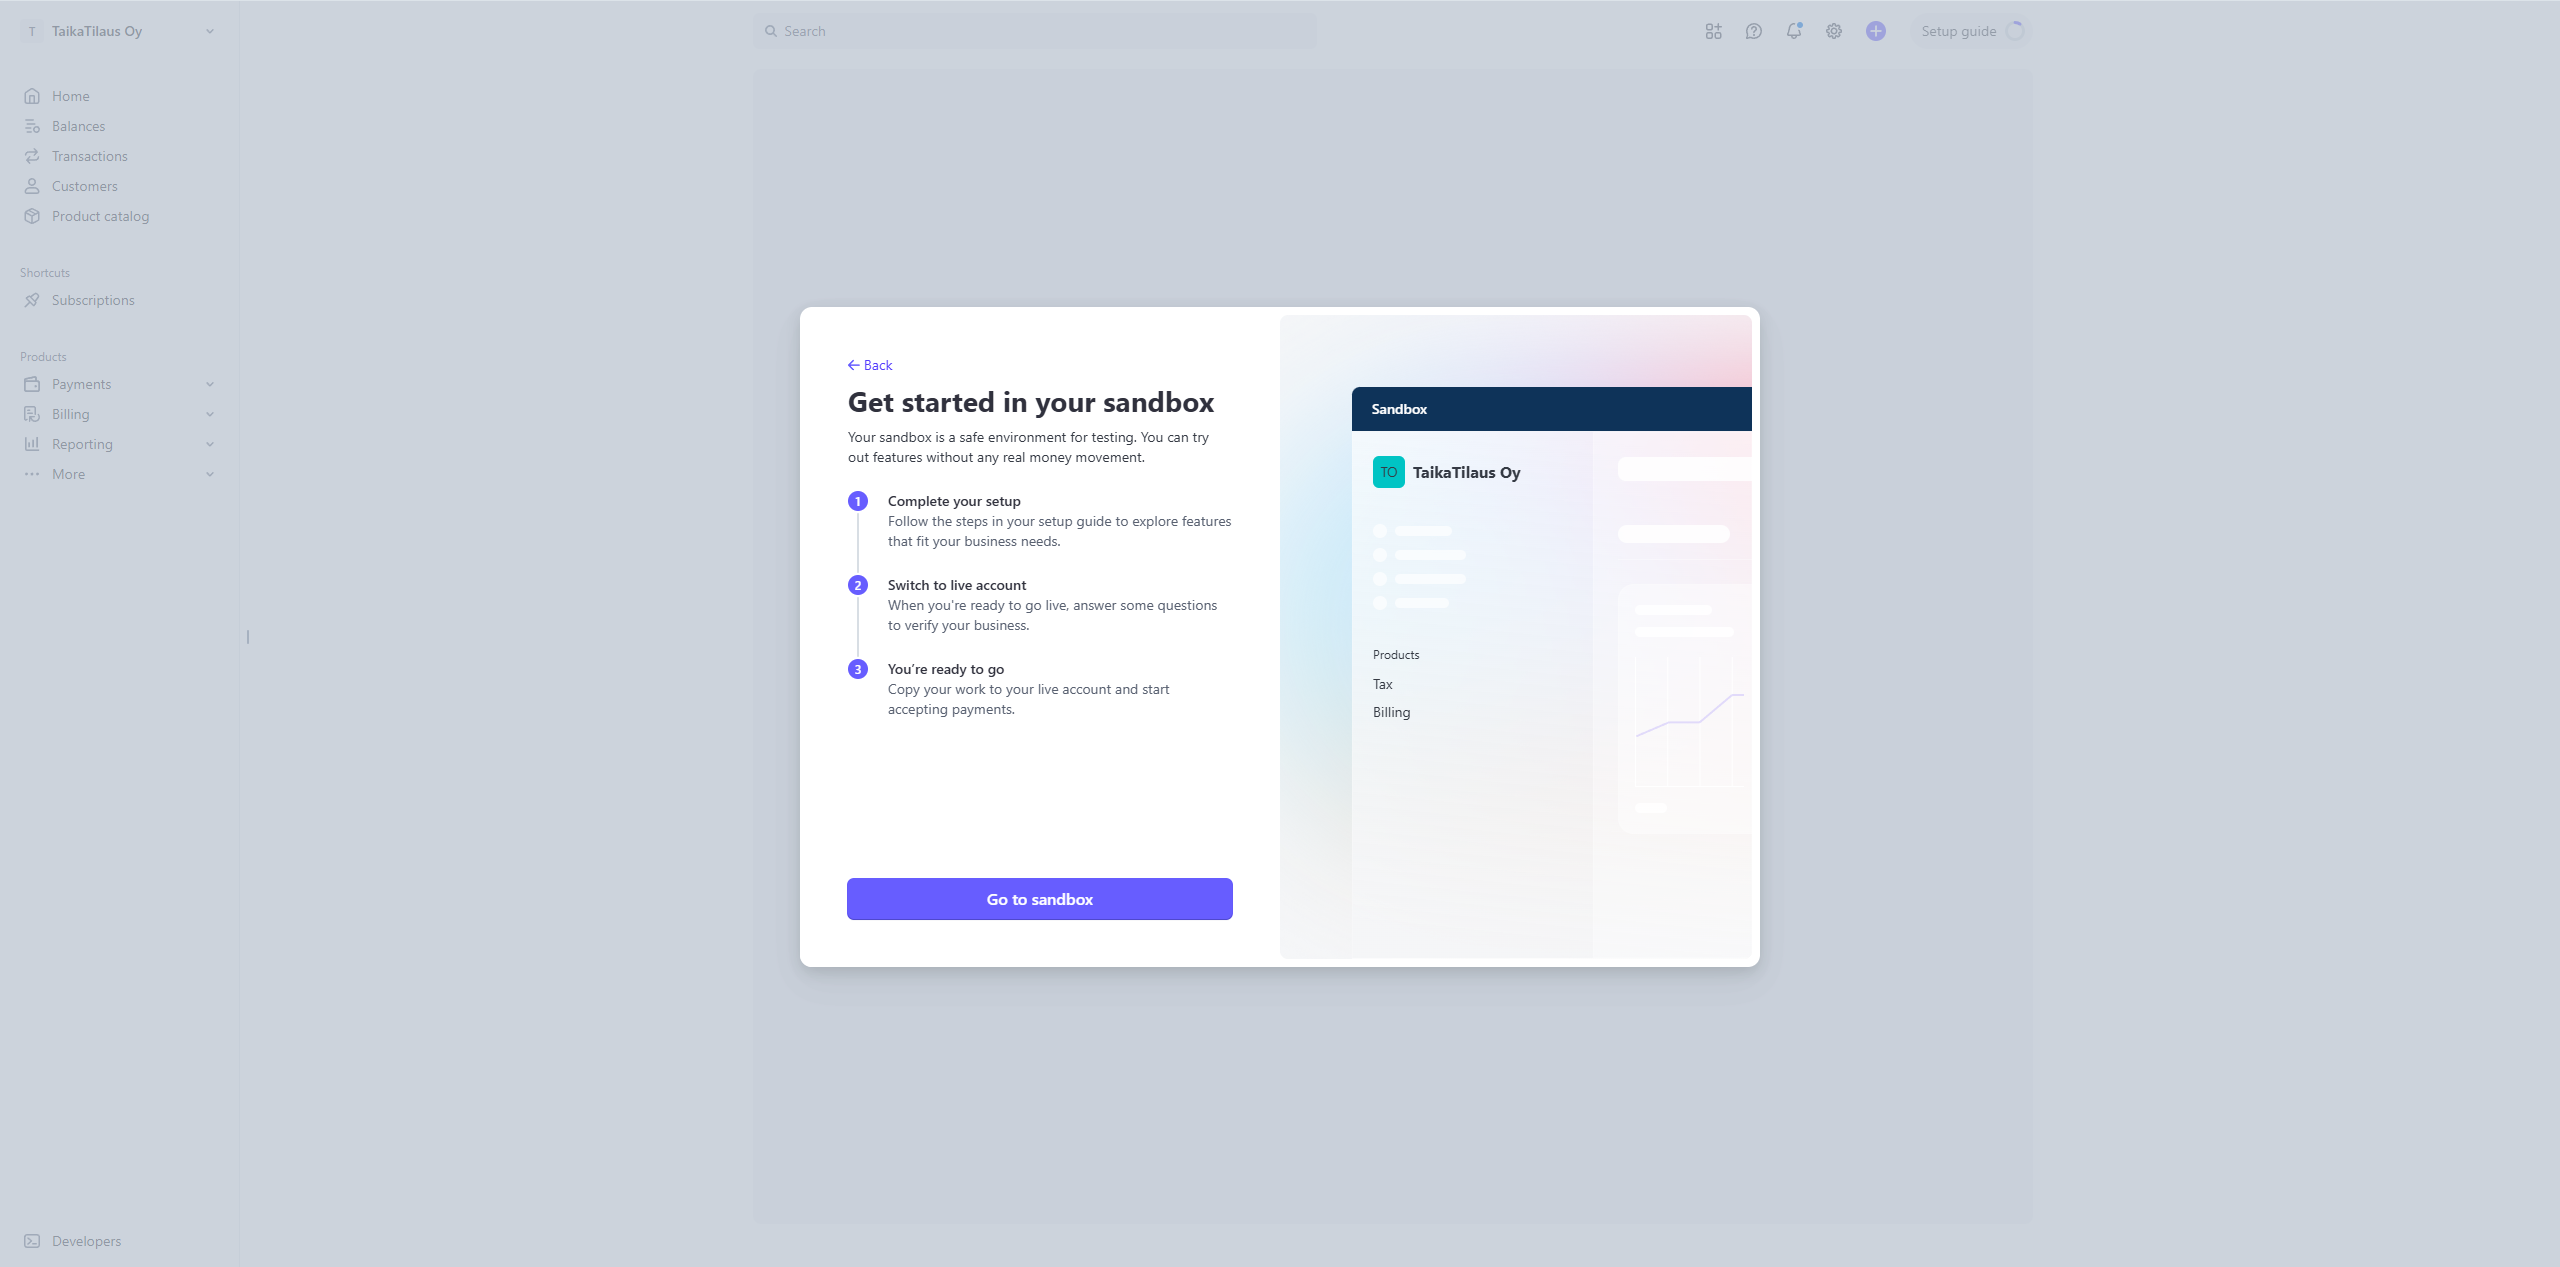 T TaikaTilaus Oy
Search
Setup guide
Home
Balances
Transactions
Customers
Product catalog
Shortcuts
Subscriptions
Products
Payments
Billing
Reporting
More
Developers
Back
Get started in your sandbox
Your sandbox is a safe environment for testing. You can try
out features without any real money movement.
1 Complete your setup
Follow the steps in your setup guide to explore features
that fit your business needs.
2 Switch to live account
When you're ready to go live, answer some questions
to verify your business.
3 You’re ready to go
Copy your work to your live account and start
accepting payments.
Go to sandbox
Sandbox
TO TaikaTilaus Oy
Products
Tax
Billing